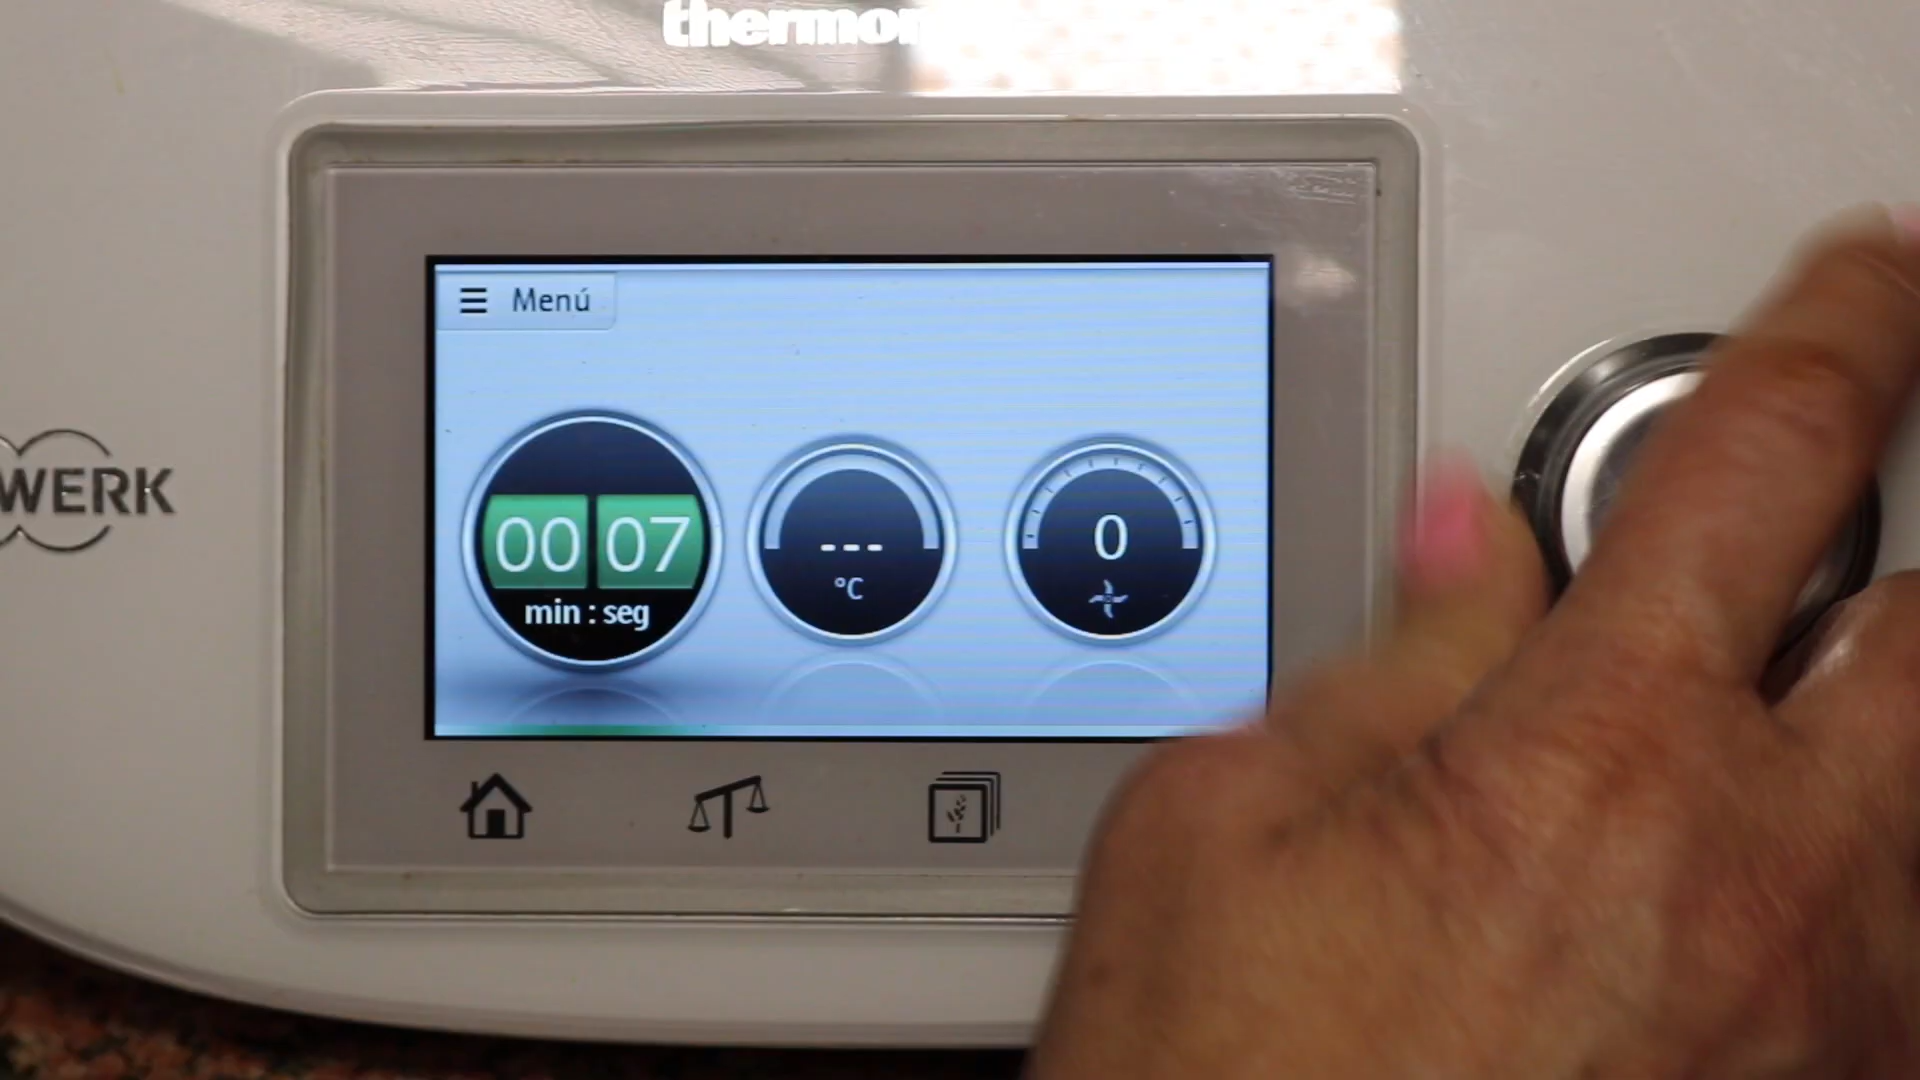 thermom
WERK
☰ Menú
00 07
min : seg
---
°C
0